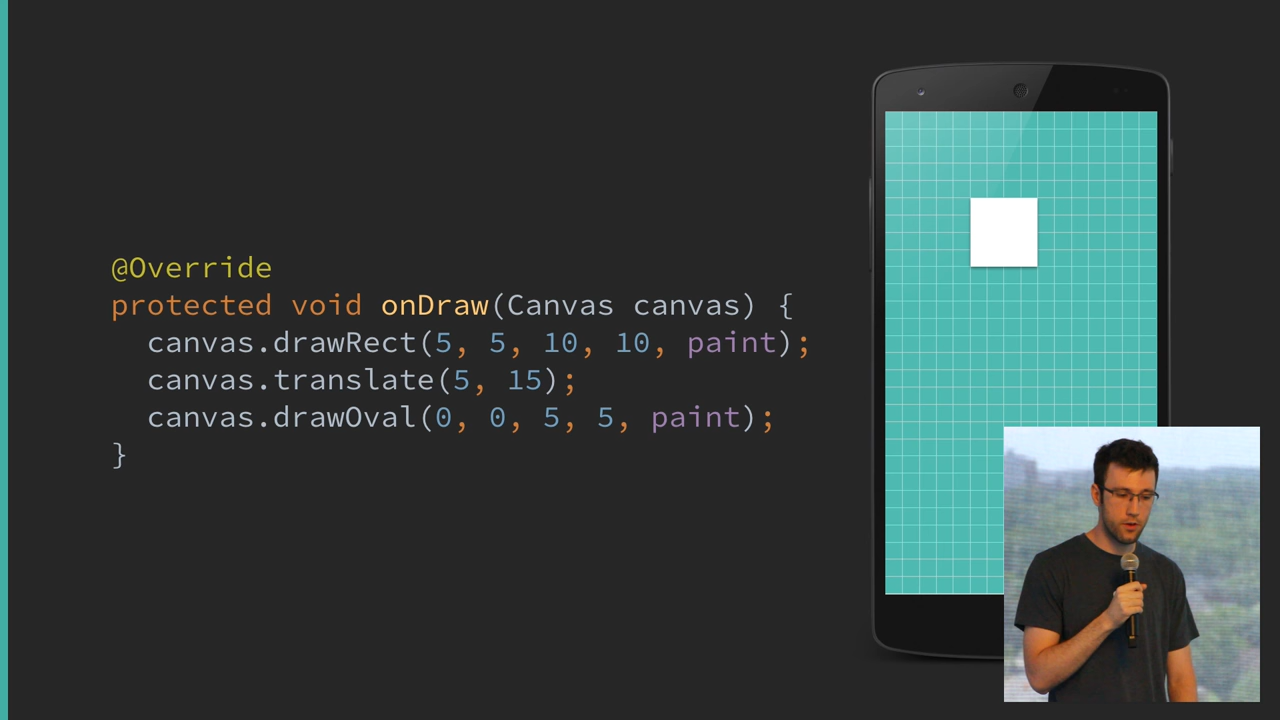 @Override
protected void onDraw(Canvas canvas) {
  canvas.drawRect(5, 5, 10, 10, paint);
  canvas.translate(5, 15);
  canvas.drawOval(0, 0, 5, 5, paint);
}